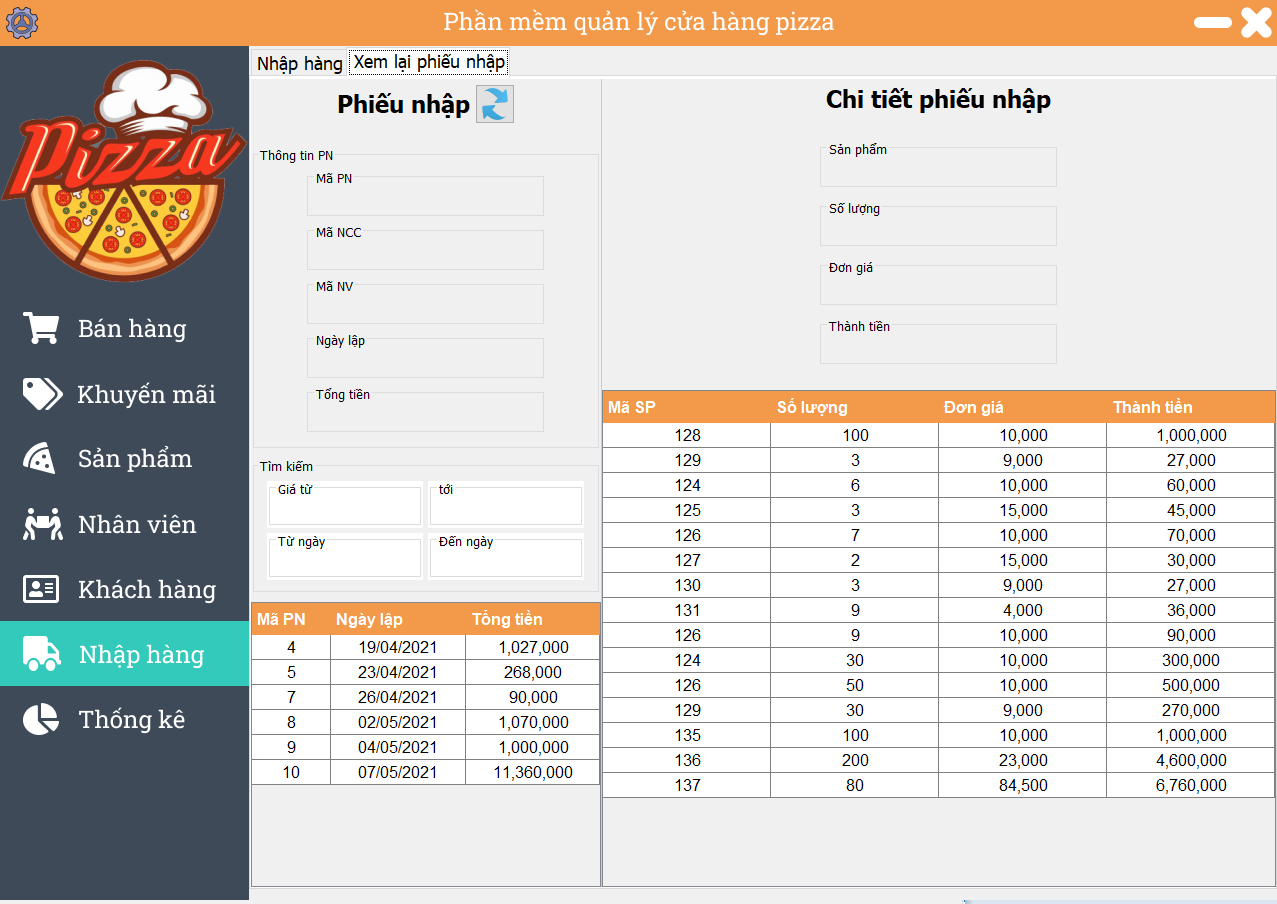 Phần mềm quản lý cửa hàng pizza
Pizza
Bán hàng
Khuyến mãi
Sản phẩm
Nhân viên
Khách hàng
Nhập hàng
Thống kê
Nhập hàng
Xem lại phiếu nhập
Phiếu nhập
Thông tin PN
Mã PN
Mã NCC
Mã NV
Ngày lập
Tổng tiền
Tìm kiếm
Giá từ
tới
Từ ngày
Đến ngày
Mã PN Ngày lập Tổng tiền
4 19/04/2021 1,027,000
5 23/04/2021 268,000
7 26/04/2021 90,000
8 02/05/2021 1,070,000
9 04/05/2021 1,000,000
10 07/05/2021 11,360,000
Chi tiết phiếu nhập
Sản phẩm
Số lượng
Đơn giá
Thành tiền
Mã SP Số lượng Đơn giá Thành tiền
128 100 10,000 1,000,000
129 3 9,000 27,000
124 6 10,000 60,000
125 3 15,000 45,000
126 7 10,000 70,000
127 2 15,000 30,000
130 3 9,000 27,000
131 9 4,000 36,000
126 9 10,000 90,000
124 30 10,000 300,000
126 50 10,000 500,000
129 30 9,000 270,000
135 100 10,000 1,000,000
136 200 23,000 4,600,000
137 80 84,500 6,760,000